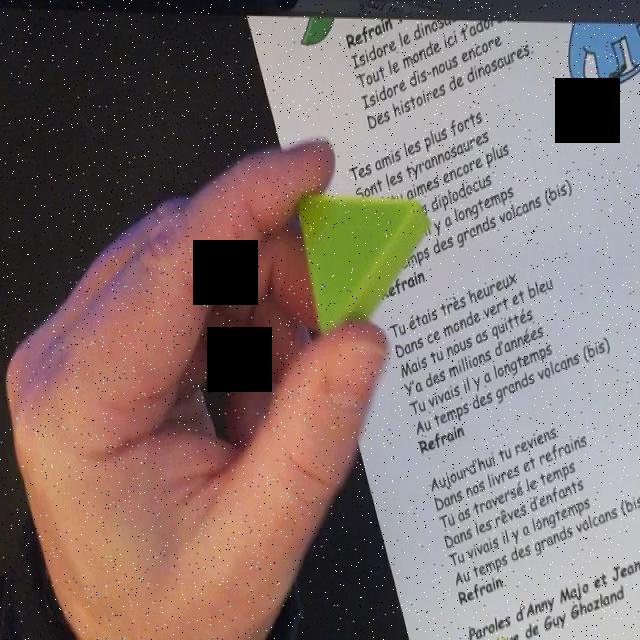 Refrain
Isidore le dinosau
Tout le monde ici t'ador
Isidore dis-nous encore
Des histoires de dinosaures.
Tes amis les plus forts
Sont les tyrannosaures
aimes encore plus
diplodocus
y a longtemps
mps des grands volcans (bis)
efrain
Tu étais très heureux
Dans ce monde vert et bleu
Mais tu nous as quittés
Y'a des millions d'années
Tu vivais il y a longtemps
Au temps des grands volcans (bis)
Refrain
Aujourd'hui tu reviens
Dans nos livres et refrains
Tu as traversé le temps
Dans les rêves d'enfants
Tu vivais il y a longtemps
Au temps des grands volcans (bis
Refrain
Paroles d'Anny Majo et Jean
de Guy Ghozland